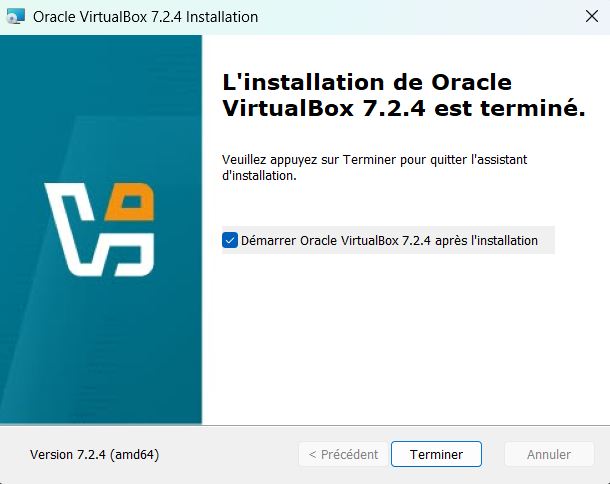 Oracle VirtualBox 7.2.4 Installation
L'installation de Oracle
VirtualBox 7.2.4 est terminé.
Veuillez appuyez sur Terminer pour quitter l'assistant
d'installation.
Démarrer Oracle VirtualBox 7.2.4 après l'installation
Version 7.2.4 (amd64)
< Précédent
Terminer
Annuler